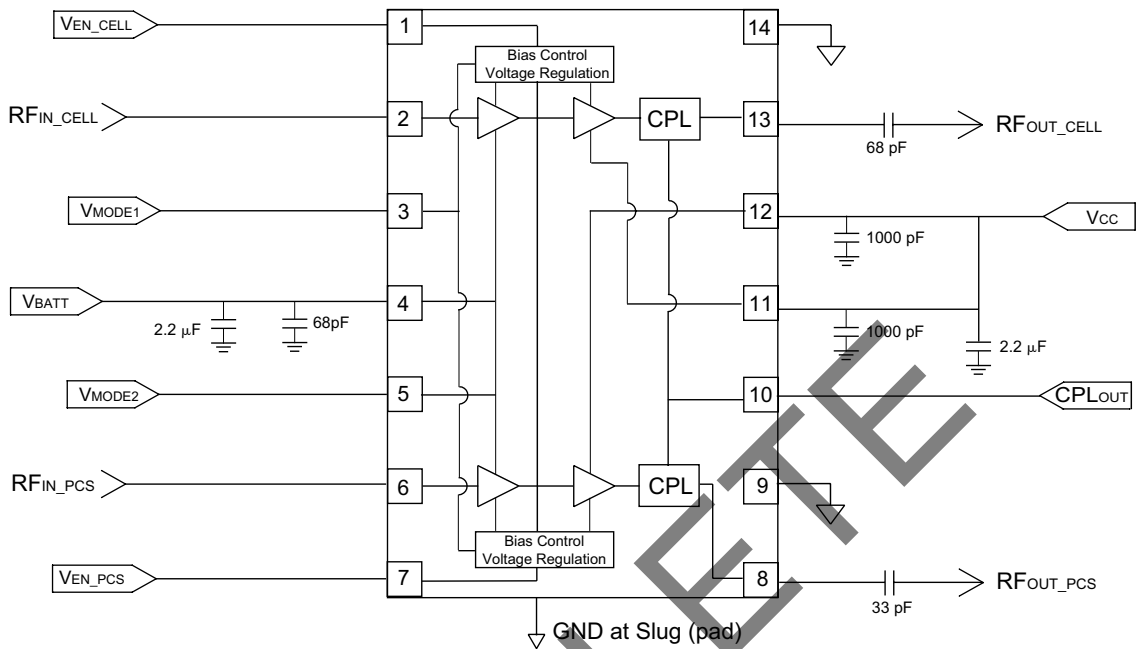 VEN_CELL
1
14
Bias Control
Voltage Regulation
RFIN_CELL
2
CPL
13
68 pF
RFOUT_CELL
VMODE1
3
12
1000 pF
VCC
VBATT
2.2 µF
68pF
4
11
1000 pF
2.2 µF
VMODE2
5
10
CPLOUT
RFIN_PCS
6
CPL
9
Bias Control
Voltage Regulation
VEN_PCS
7
8
33 pF
RFOUT_PCS
GND at Slug (pad)
LETE